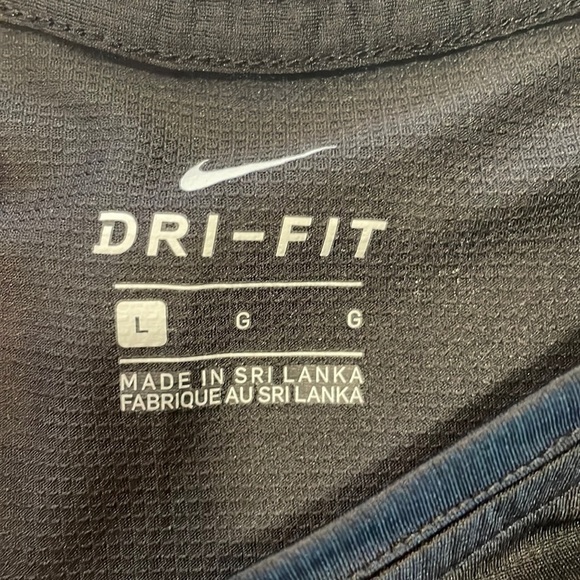 DRI-FIT
L G G
MADE IN SRI LANKA
FABRIQUE AU SRI LANKA